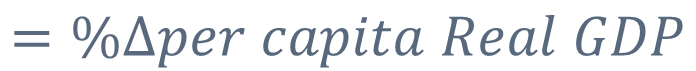 = %Δper capita Real GDP